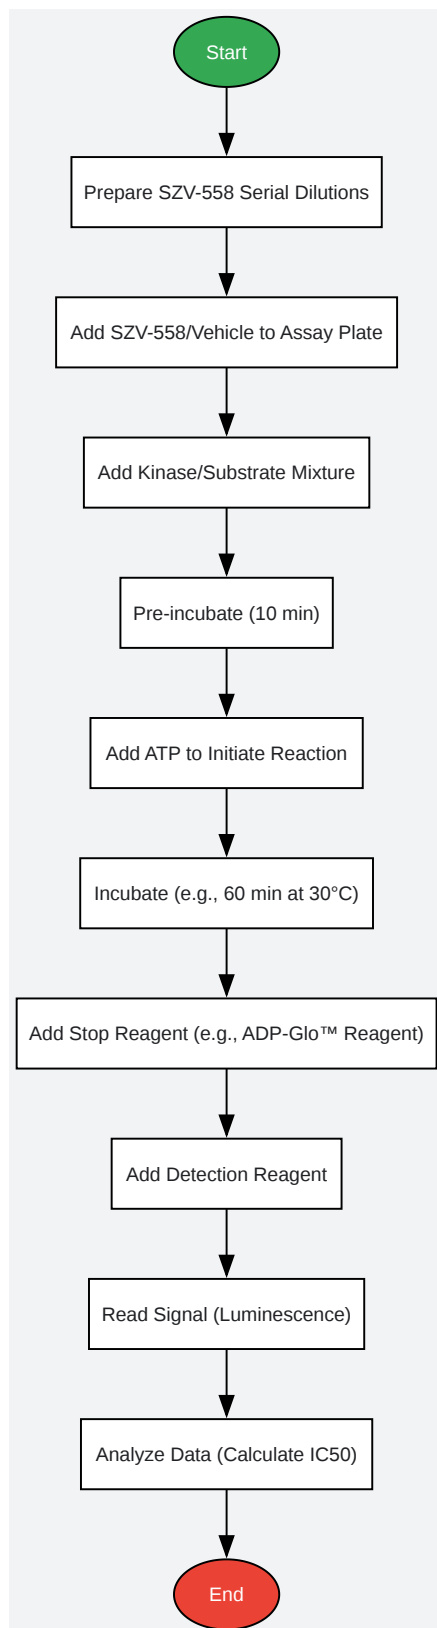 Start
Prepare SZV-558 Serial Dilutions
Add SZV-558/Vehicle to Assay Plate
Add Kinase/Substrate Mixture
Pre-incubate (10 min)
Add ATP to Initiate Reaction
Incubate (e.g., 60 min at 30°C)
Add Stop Reagent (e.g., ADP-Glo™ Reagent)
Add Detection Reagent
Read Signal (Luminescence)
Analyze Data (Calculate IC50)
End